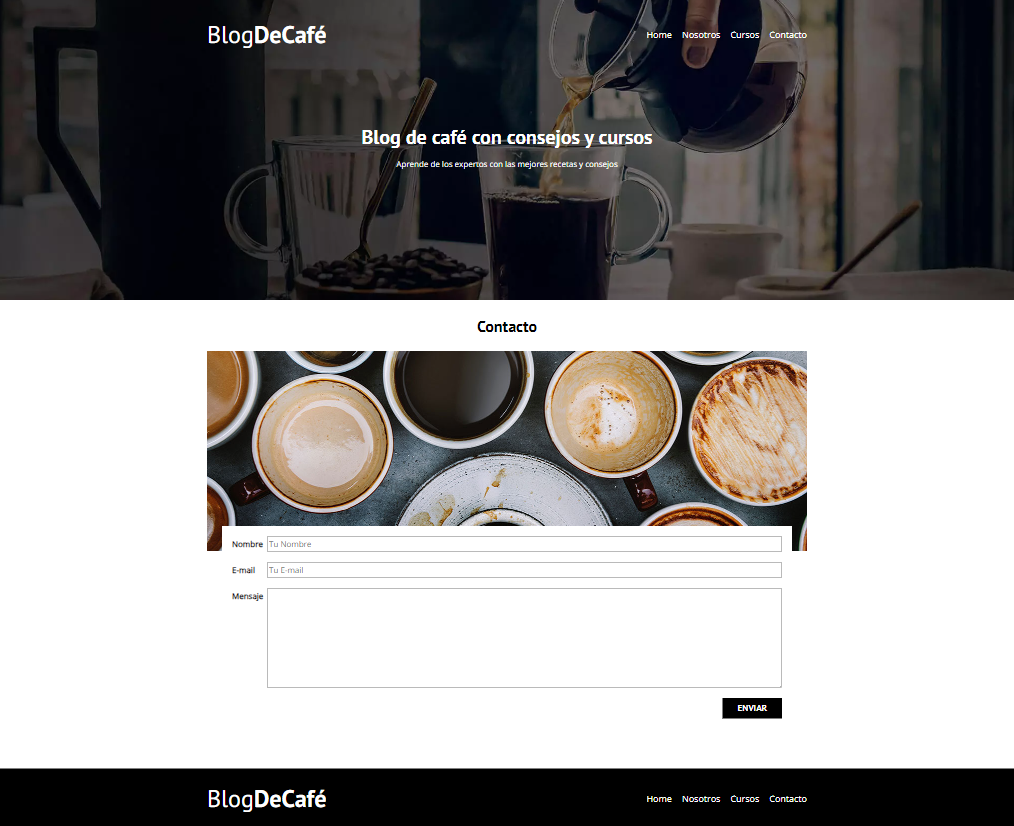 BlogDeCafé
Home Nosotros Cursos Contacto
Blog de café con consejos y cursos
Aprende de los expertos con las mejores recetas y consejos
Contacto
Nombre Tu Nombre
E-mail Tu E-mail
Mensaje
ENVIAR
BlogDeCafé
Home Nosotros Cursos Contacto